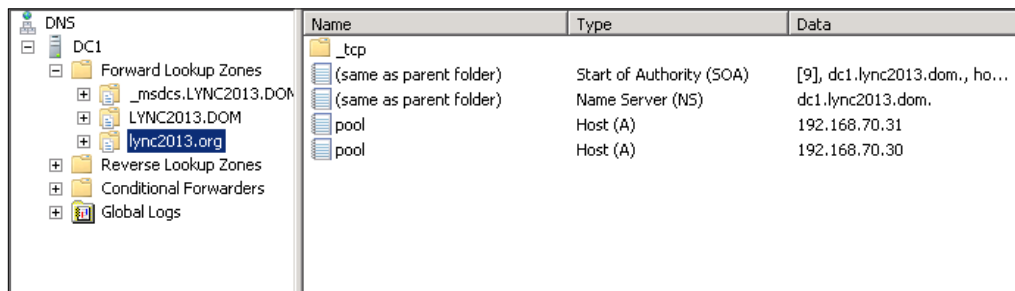 DNS
DC1
Forward Lookup Zones
_msdcs.LYNC2013.DOM
LYNC2013.DOM
lync2013.org
Reverse Lookup Zones
Conditional Forwarders
Global Logs
Name Type Data
_tcp
(same as parent folder) Start of Authority (SOA) [9], dc1.lync2013.dom., ho...
(same as parent folder) Name Server (NS) dc1.lync2013.dom.
pool Host (A) 192.168.70.31
pool Host (A) 192.168.70.30